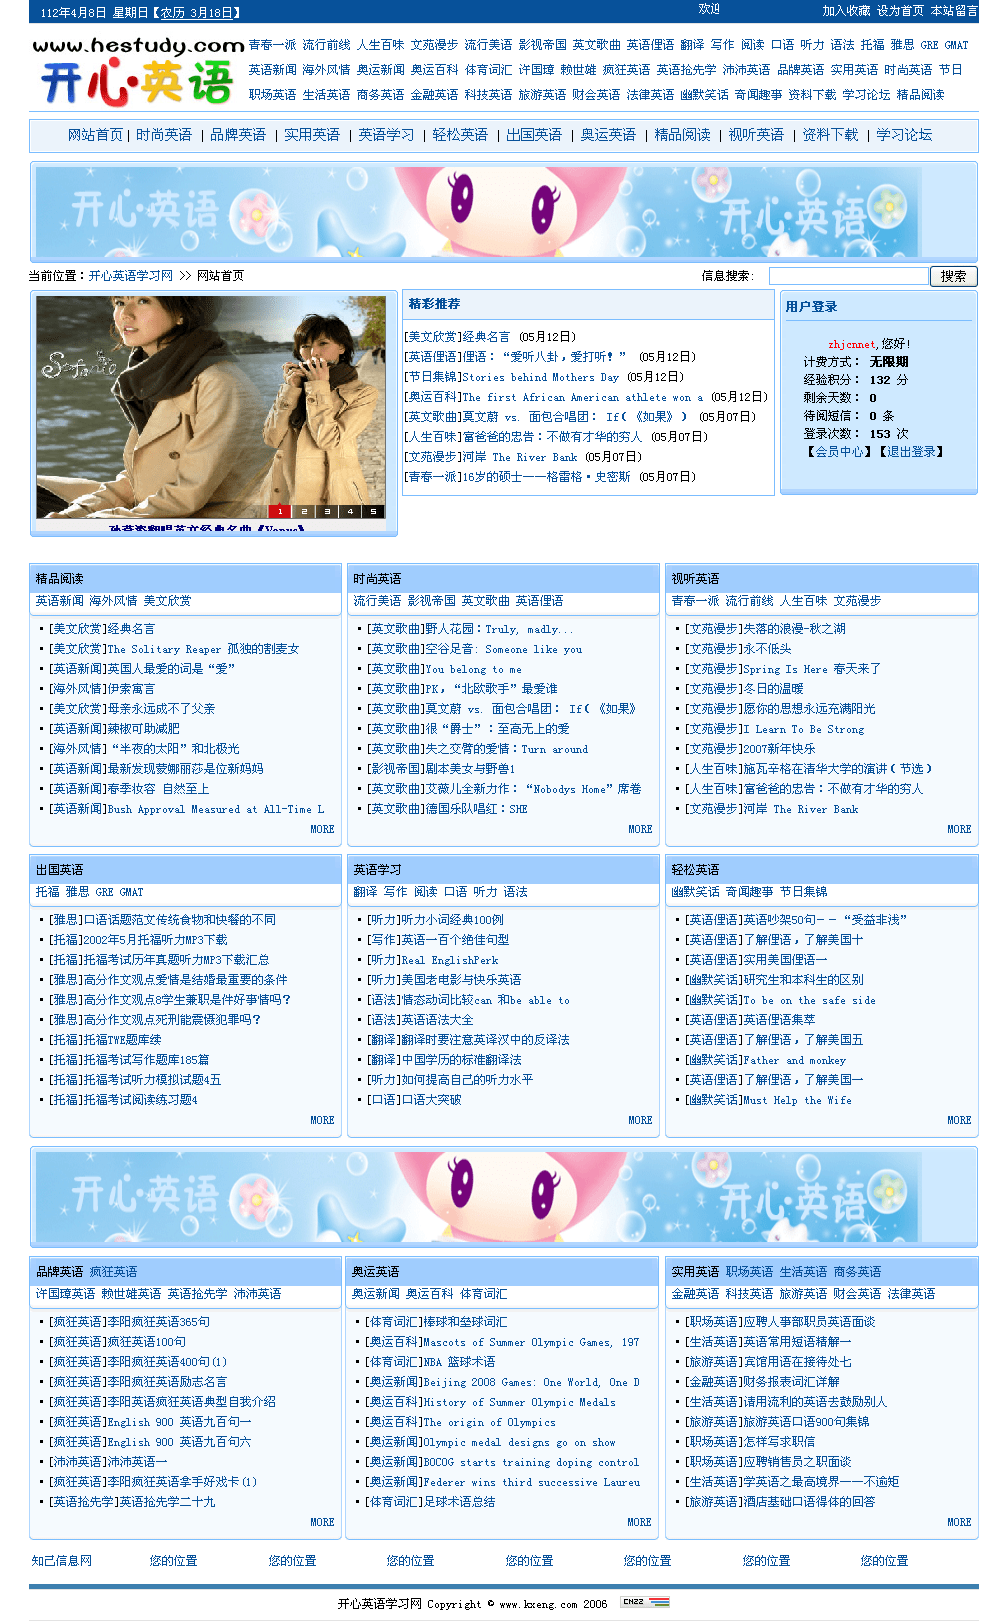 112年4月8日 星期日【农历 3月18日】 欢迎 加入收藏 设为首页 本站留言
www.hestudy.com
开心·英语
青春一派 流行前线 人生百味 文苑漫步 流行美语 影视帝国 英文歌曲 英语俚语 翻译 写作 阅读 口语 听力 语法 托福 雅思 GRE GMAT
英语新闻 海外风情 奥运新闻 奥运百科 体育词汇 许国璋 赖世雄 疯狂英语 英语抢先学 沛沛英语 品牌英语 实用英语 时尚英语 节日
职场英语 生活英语 商务英语 金融英语 科技英语 旅游英语 财会英语 法律英语 幽默笑话 奇闻趣事 资料下载 学习论坛 精品阅读
网站首页 | 时尚英语 | 品牌英语 | 实用英语 | 英语学习 | 轻松英语 | 出国英语 | 奥运英语 | 精品阅读 | 视听英语 | 资料下载 | 学习论坛
开心·英语 开心·英语
当前位置：开心英语学习网 >> 网站首页 信息搜索： 搜索
Safanie
1 2 3 4 5
孙燕姿翻唱英文经典名曲《Venus》
精彩推荐
[美文欣赏]经典名言 (05月12日)
[英语俚语]俚语：“爱听八卦，爱打听！” (05月12日)
[节日集锦]Stories behind Mothers Day (05月12日)
[奥运百科]The first African American athlete won a (05月12日)
[英文歌曲]莫文蔚 vs. 面包合唱团： If(《如果》) (05月07日)
[人生百味]富爸爸的忠告：不做有才华的穷人 (05月07日)
[文苑漫步]河岸 The River Bank (05月07日)
[青春一派]16岁的硕士一一格雷格·史密斯 (05月07日)
用户登录
zhjcnnet,您好!
计费方式： 无限期
经验积分： 132 分
剩余天数： 0
待阅短信： 0 条
登录次数： 153 次
【会员中心】【退出登录】
精品阅读
英语新闻 海外风情 美文欣赏
[美文欣赏]经典名言
[美文欣赏]The Solitary Reaper 孤独的割麦女
[英语新闻]英国人最爱的词是“爱”
[海外风情]伊索寓言
[美文欣赏]母亲永远成不了父亲
[英语新闻]辣椒可助减肥
[海外风情]“半夜的太阳”和北极光
[英语新闻]最新发现蒙娜丽莎是位新妈妈
[英语新闻]春季妆容 自然至上
[英语新闻]Bush Approval Measured at All-Time L
MORE
时尚英语
流行美语 影视帝国 英文歌曲 英语俚语
[英文歌曲]野人花园：Truly, madly...
[英文歌曲]空谷足音: Someone like you
[英文歌曲]You belong to me
[英文歌曲]PK，“北欧歌手”最爱谁
[英文歌曲]莫文蔚 vs. 面包合唱团： If(《如果》
[英文歌曲]很“爵士”：至高无上的爱
[英文歌曲]失之交臂的爱情：Turn around
[影视帝国]剧本美女与野兽1
[英文歌曲]艾薇儿全新力作：“Nobodys Home”席卷
[英文歌曲]德国乐队唱红：SHE
MORE
视听英语
青春一派 流行前线 人生百味 文苑漫步
[文苑漫步]失落的浪漫-秋之湖
[文苑漫步]永不低头
[文苑漫步]Spring Is Here 春天来了
[文苑漫步]冬日的温暖
[文苑漫步]愿你的思想永远充满阳光
[文苑漫步]I Learn To Be Strong
[文苑漫步]2007新年快乐
[人生百味]施瓦辛格在清华大学的演讲(节选)
[人生百味]富爸爸的忠告：不做有才华的穷人
[文苑漫步]河岸 The River Bank
MORE
出国英语
托福 雅思 GRE GMAT
[雅思]口语话题范文传统食物和快餐的不同
[托福]2002年5月托福听力MP3下载
[托福]托福考试历年真题听力MP3下载汇总
[雅思]高分作文观点爱情是结婚最重要的条件
[雅思]高分作文观点8学生兼职是件好事情吗？
[雅思]高分作文观点死刑能震慑犯罪吗？
[托福]托福TWE题库续
[托福]托福考试写作题库185篇
[托福]托福考试听力模拟试题4五
[托福]托福考试阅读练习题4
MORE
英语学习
翻译 写作 阅读 口语 听力 语法
[听力]听力小词经典100例
[写作]英语一百个绝佳句型
[听力]Real EnglishPerk
[听力]美国老电影与快乐英语
[语法]情态动词比较can 和be able to
[语法]英语语法大全
[翻译]翻译时要注意英译汉中的反译法
[翻译]中国学历的标准翻译法
[听力]如何提高自己的听力水平
[口语]口语大突破
MORE
轻松英语
幽默笑话 奇闻趣事 节日集锦
[英语俚语]英语吵架50句－－“受益非浅”
[英语俚语]了解俚语，了解美国十
[英语俚语]实用美国俚语一
[幽默笑话]研究生和本科生的区别
[幽默笑话]To be on the safe side
[英语俚语]英语俚语集萃
[英语俚语]了解俚语，了解美国五
[幽默笑话]Father and monkey
[英语俚语]了解俚语，了解美国一
[幽默笑话]Must Help the Wife
MORE
开心·英语 开心·英语
品牌英语 疯狂英语
许国璋英语 赖世雄英语 英语抢先学 沛沛英语
[疯狂英语]李阳疯狂英语365句
[疯狂英语]疯狂英语100句
[疯狂英语]李阳疯狂英语400句(1)
[疯狂英语]李阳疯狂英语励志名言
[疯狂英语]李阳英语疯狂英语典型自我介绍
[疯狂英语]English 900 英语九百句一
[疯狂英语]English 900 英语九百句六
[沛沛英语]沛沛英语一
[疯狂英语]李阳疯狂英语拿手好戏卡(1)
[英语抢先学]英语抢先学二十九
MORE
奥运英语
奥运新闻 奥运百科 体育词汇
[体育词汇]棒球和垒球词汇
[奥运百科]Mascots of Summer Olympic Games, 197
[体育词汇]NBA 篮球术语
[奥运新闻]Beijing 2008 Games: One World, One D
[奥运百科]History of Summer Olympic Medals
[奥运百科]The origin of Olympics
[奥运新闻]Olympic medal designs go on show
[奥运新闻]BOCOG starts training doping control
[奥运新闻]Federer wins third successive Laureu
[体育词汇]足球术语总结
MORE
实用英语 职场英语 生活英语 商务英语
金融英语 科技英语 旅游英语 财会英语 法律英语
[职场英语]应聘人事部职员英语面谈
[生活英语]英语常用短语精解一
[旅游英语]宾馆用语在接待处七
[金融英语]财务报表词汇详解
[生活英语]请用流利的英语去鼓励别人
[旅游英语]旅游英语口语900句集锦
[职场英语]怎样写求职信
[职场英语]应聘销售员之职面谈
[生活英语]学英语之最高境界一一不逾矩
[旅游英语]酒店基础口语得体的回答
MORE
知己信息网 您的位置 您的位置 您的位置 您的位置 您的位置 您的位置 您的位置
开心英语学习网 Copyright © www.kxeng.com 2006 CNZZ